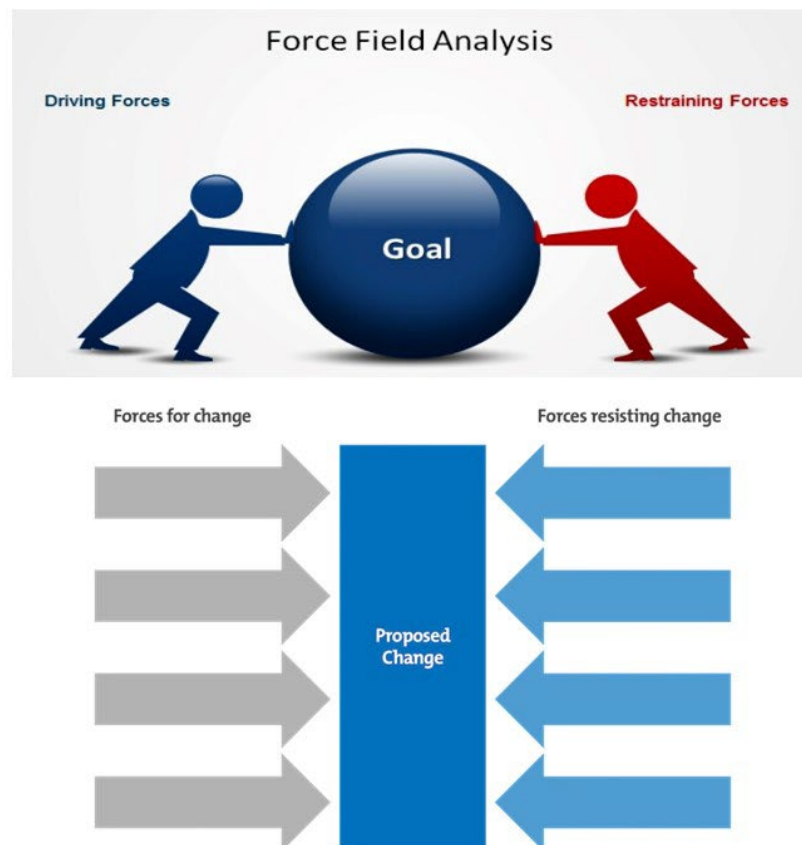 Force Field Analysis
Driving Forces
Restraining Forces
Goal
Forces for change
Forces resisting change
Proposed
Change